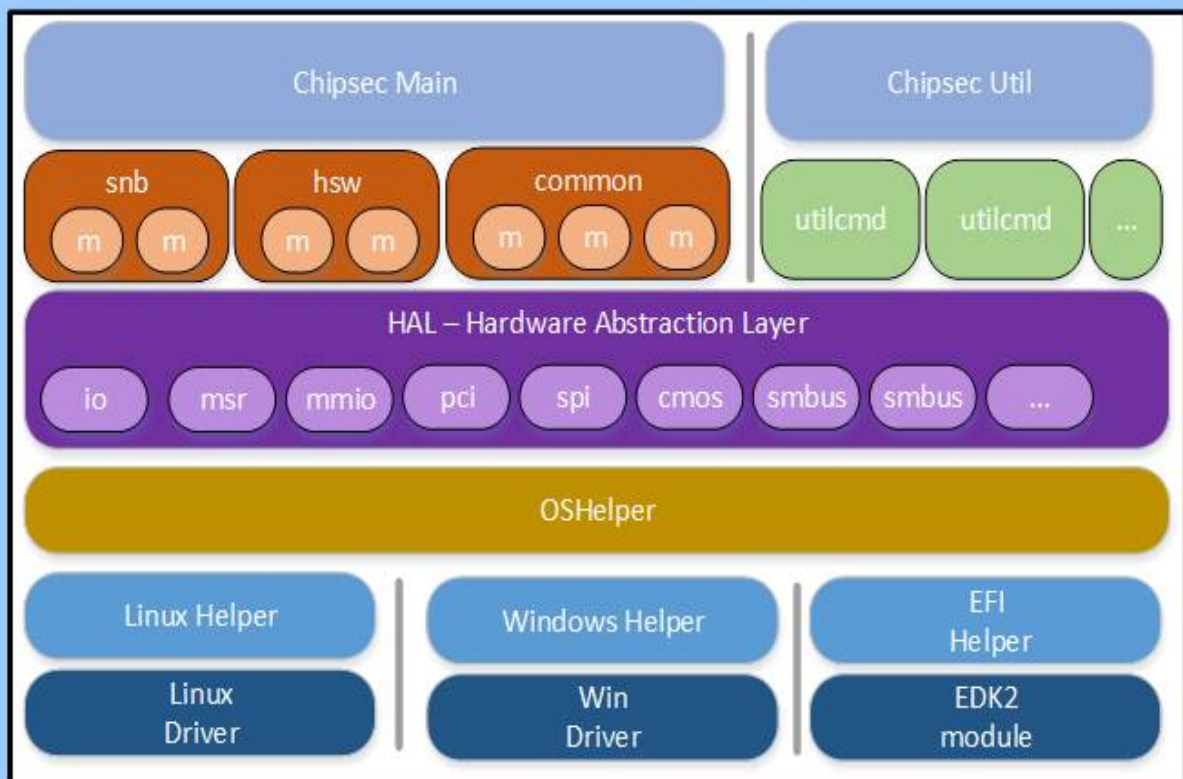 Chipsec Main
Chipsec Util
snb
hsw
common
m m
m m
m m m
utilcmd
utilcmd
...
HAL – Hardware Abstraction Layer
io
msr
mmio
pci
spi
cmos
smbus
smbus
...
OSHelper
Linux Helper
Windows Helper
EFI
Helper
Linux
Driver
Win
Driver
EDK2
module